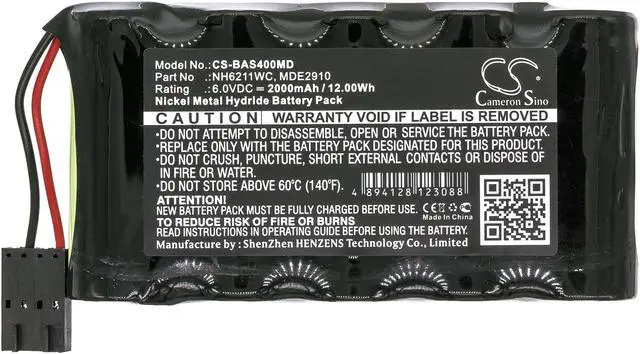 Model No.:CS-BAS400MD
Part No :NH6211WC, MDE2910
Rating :6.0VDC ⎓ 2000mAh / 12.00Wh
Nickel Metal Hydride Battery Pack
CS
Cameron Sino
CAUTION WARRANTY VOID IF LABEL IS REMOVED
•DO NOT ATTEMPT TO DISASSEMBLE, OPEN OR SERVICE THE BATTERY PACK
•REPLACE ONLY WITH THE BATTERY PACK DESIGNATED FOR THIS PRODUCT.
•DO NOT CRUSH, PUNCTURE, SHORT EXTERNAL CONTACTS OR DISPOSE OF
IN FIRE OR WATER.
•DO NOT STORE ABOVE 60°C (140°F).
4 894128 123088
ATTENTION!
NEW BATTERY PACK MUST BE FULLY CHARGED BEFORE USE
TO REDUCE RISK OF FIRE OR BURNS
READ INSTRUCTIONS IN OPERATING MANUAL BEFORE USE.
CE FC
Made In China
Manufacture by : ShenZhen HENZENS Technology Co., Limited